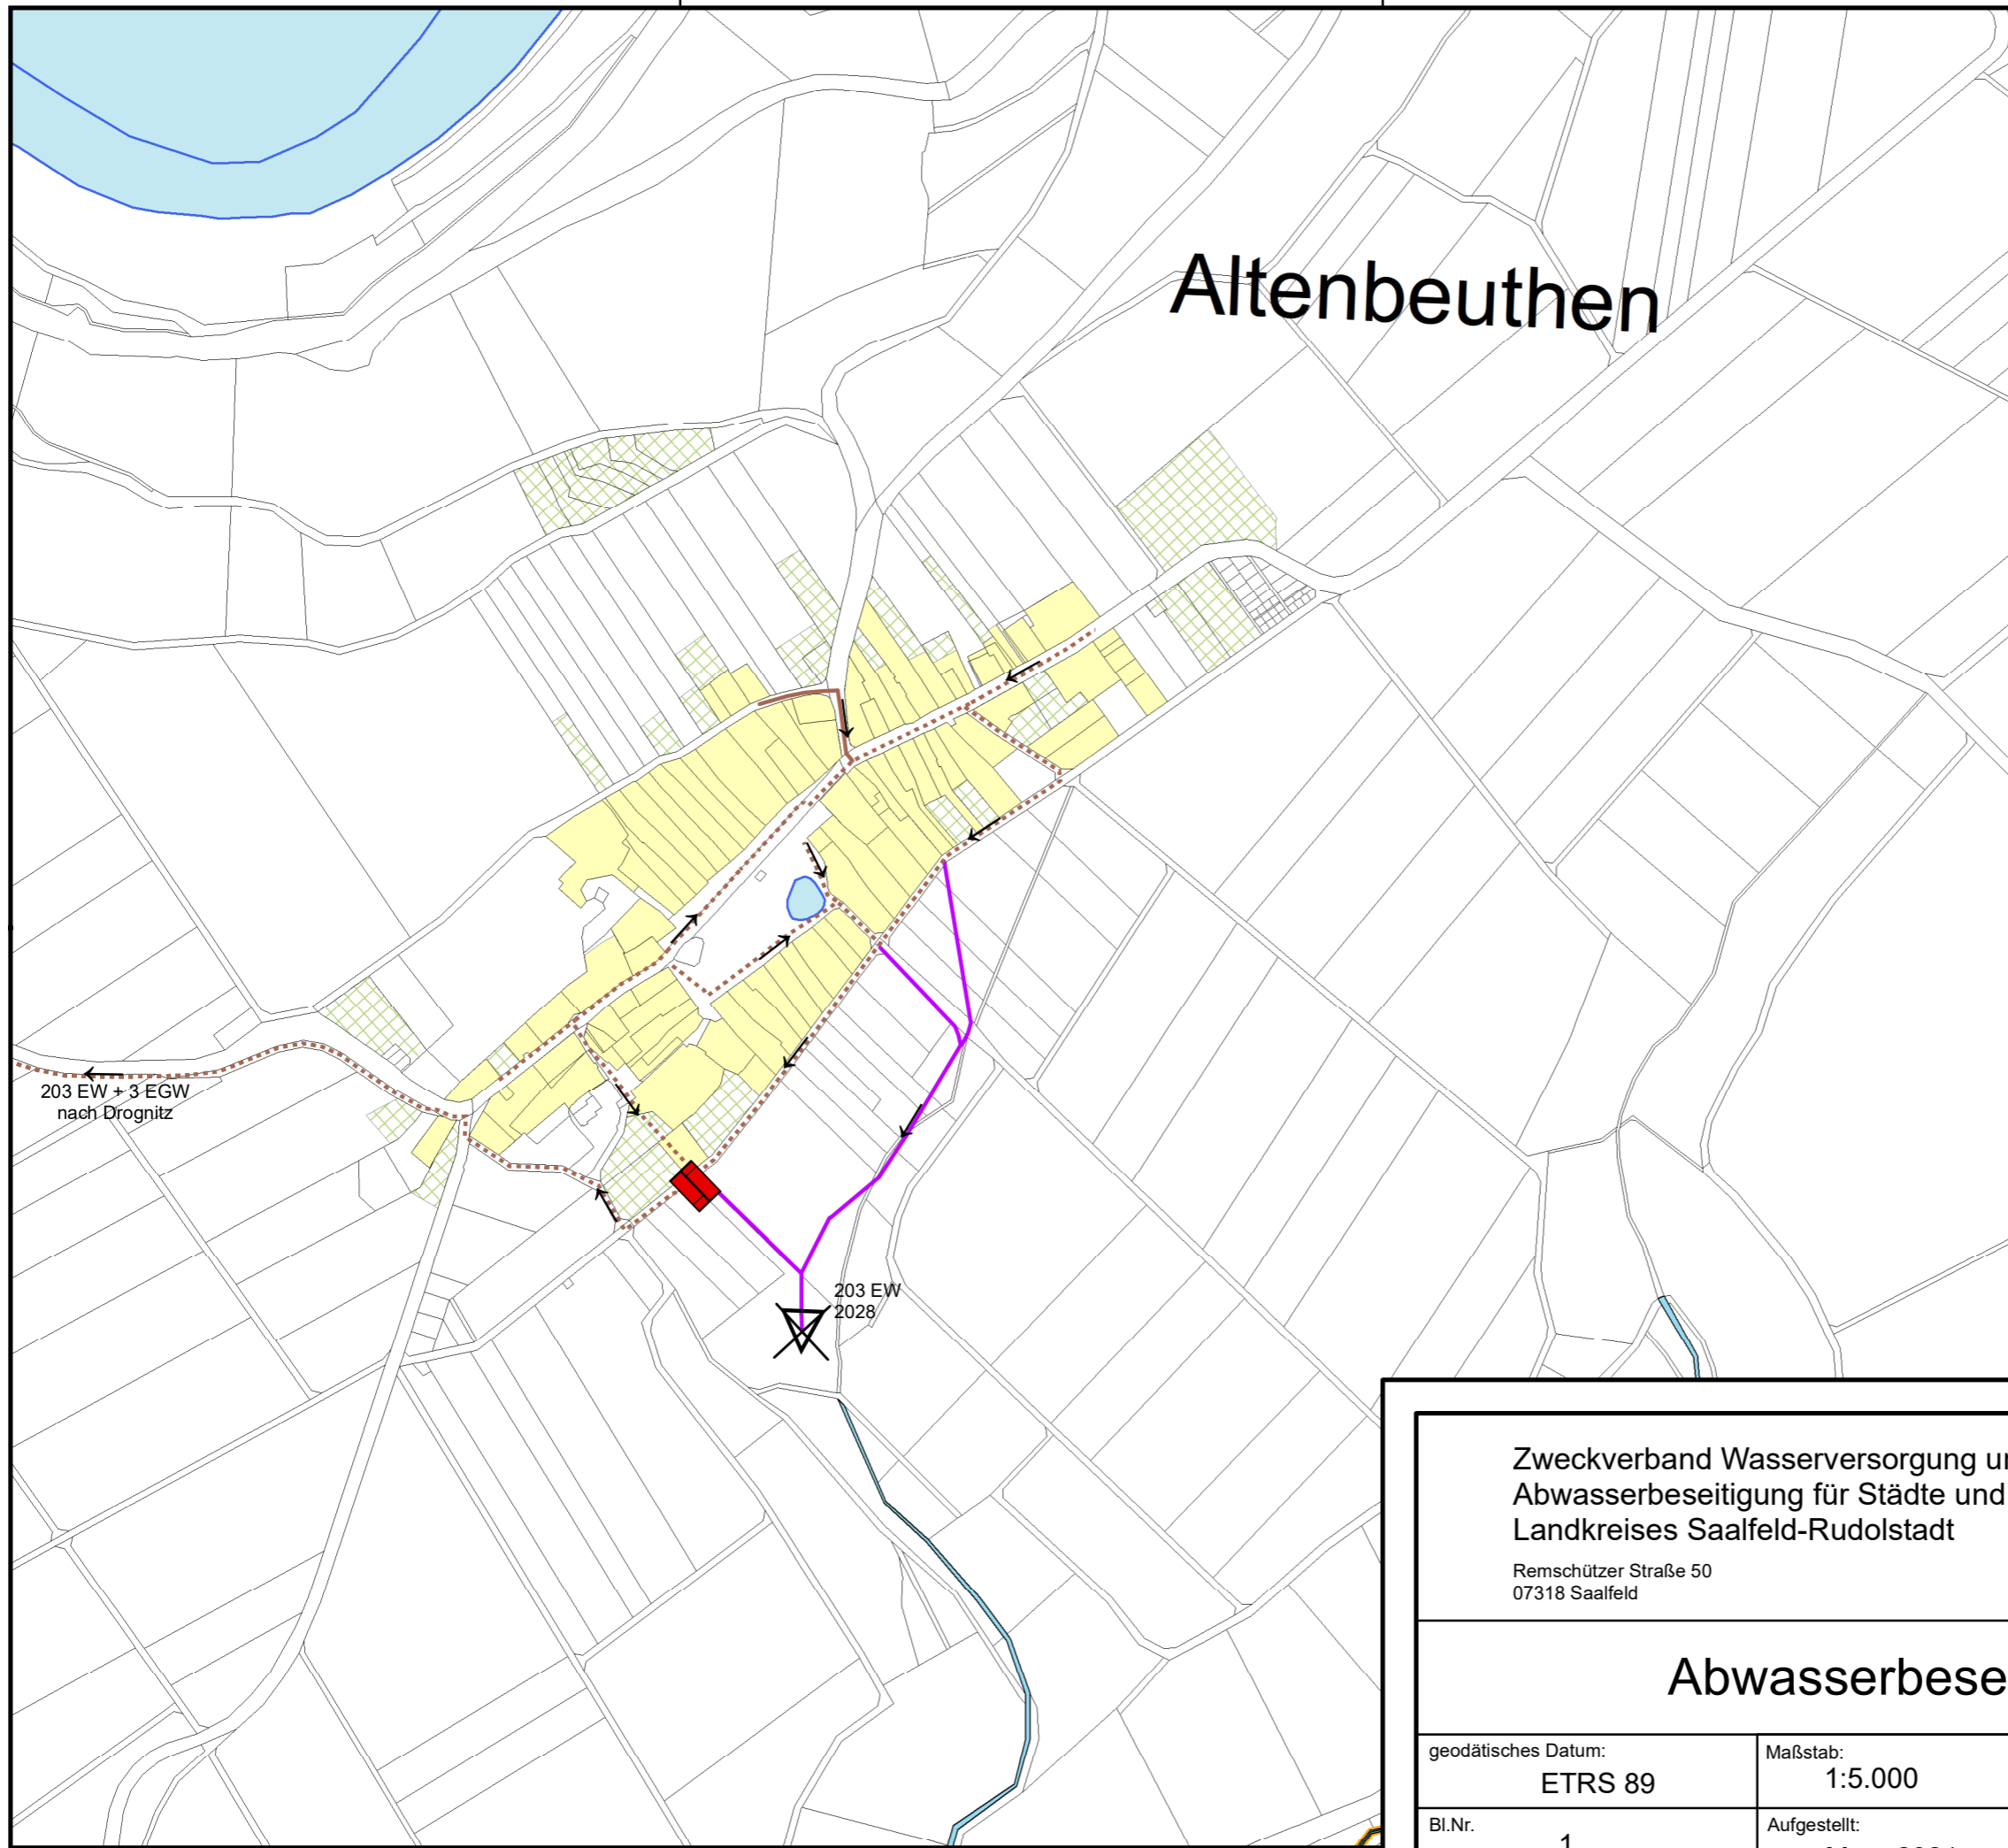 Altenbeuthen
203 EW + 3 EGW
nach Drognitz
203 EW
2028
Zweckverband Wasserversorgung
Abwasserbeseitigung für Städte und
Landkreises Saalfeld-Rudolstadt
Remschützer Straße 50
07318 Saalfeld
geodätisches Datum:
ETRS 89
Maßstab:
1:5.000
Bl.Nr.
1
Aufgestellt: